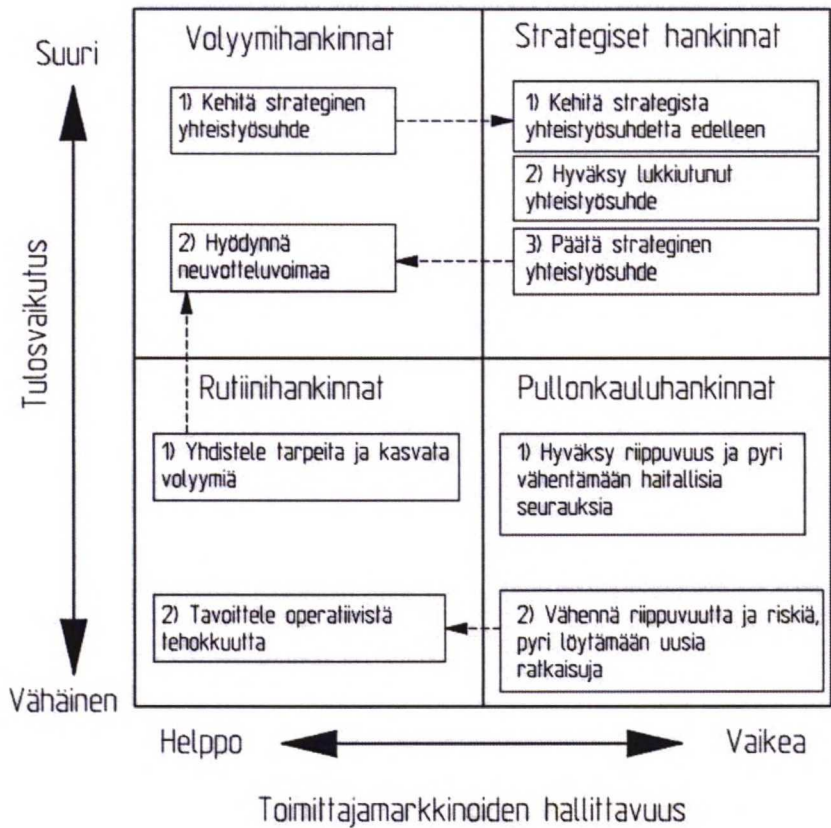 Suuri
Volyymihankinnat
1) Kehitä strateginen
yhteistyösuhde
2) Hyödynnä
neuvotteluvoimaa
Strategiset hankinnat
1) Kehitä strategista
yhteistyösuhdetta edelleen
2) Hyväksy lukkiutunut
yhteistyösuhde
3) Päätä strateginen
yhteistyösuhde
Tulosvaikutus
Rutiinihankinnat
1) Yhdistele tarpeita ja kasvata
volyymiä
2) Tavoittele operatiivistä
tehokkuutta
Pullonkauluhankinnat
1) Hyväksy riippuvuus ja pyri
vähentämään haitallisia
seurauksia
2) Vähennä riippuvuutta ja riskiä,
pyri löytämään uusia
ratkaisuja
Vähäinen
Helppo
Vaikea
Toimittajamarkkinoiden hallittavuus